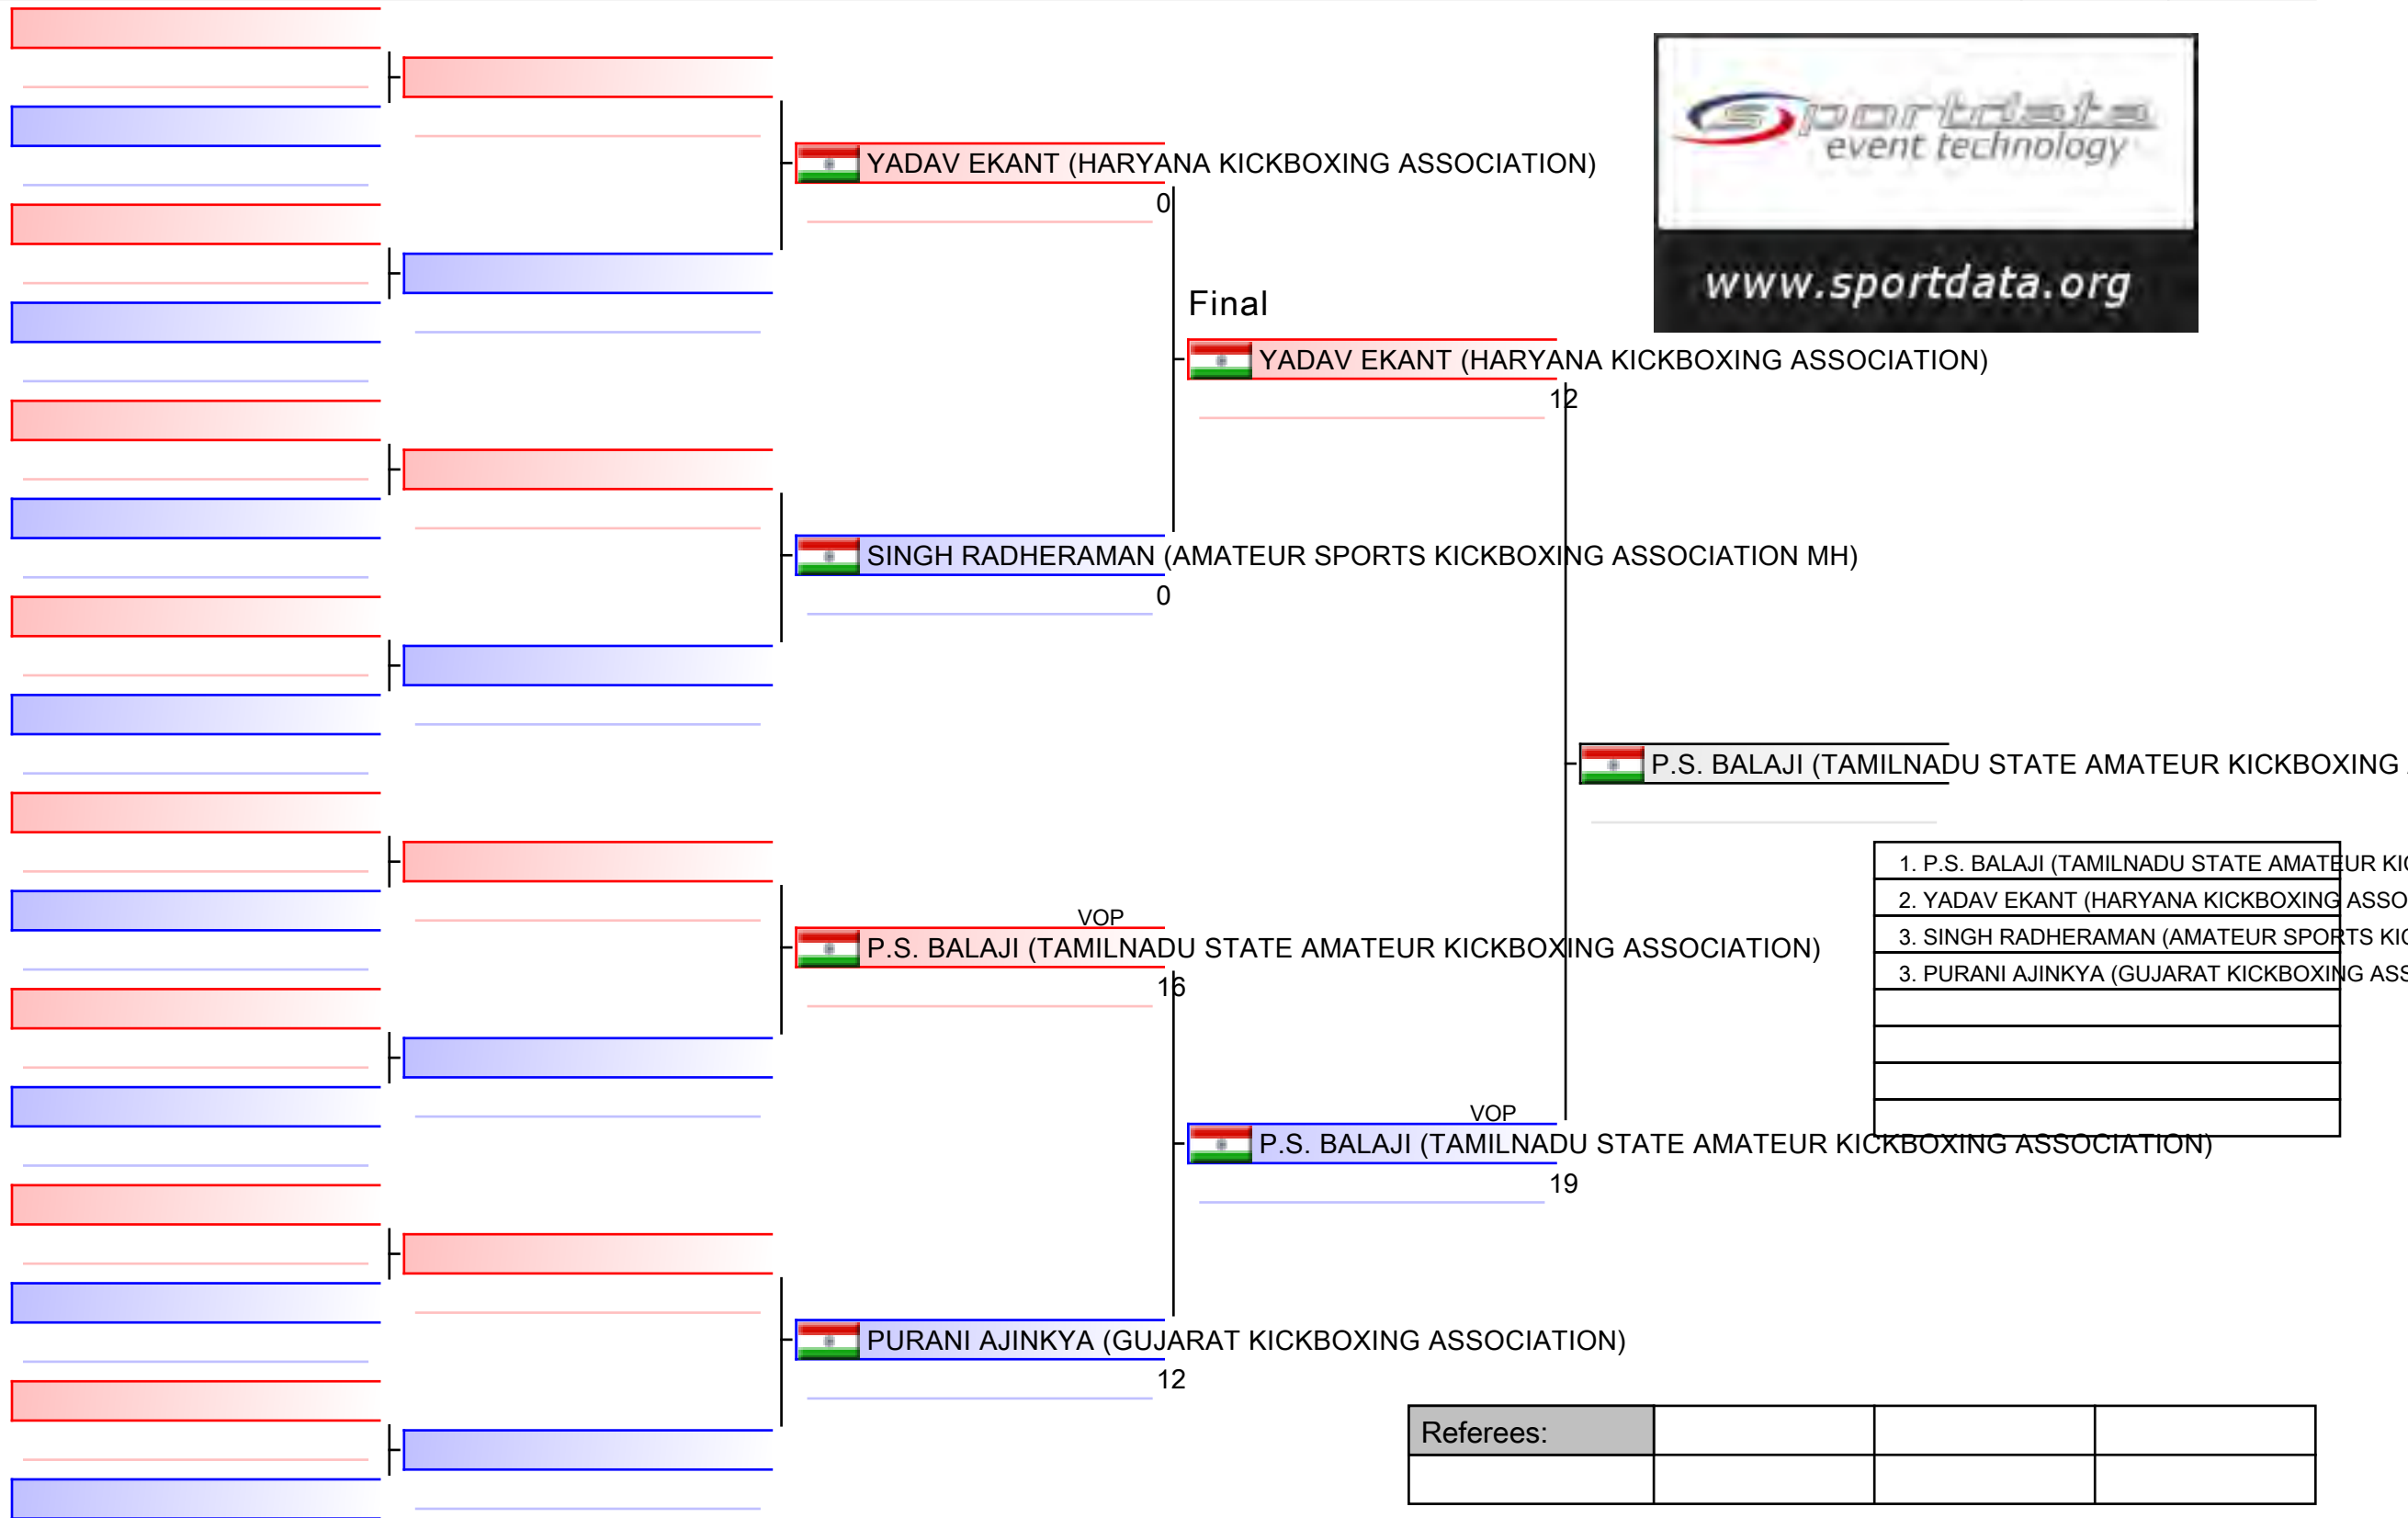 sportdata
event technology
www.sportdata.org
YADAV EKANT (HARYANA KICKBOXING ASSOCIATION)
0
Final
YADAV EKANT (HARYANA KICKBOXING ASSOCIATION)
12
SINGH RADHERAMAN (AMATEUR SPORTS KICKBOXING ASSOCIATION MH)
0
P.S. BALAJI (TAMILNADU STATE AMATEUR KICKBOXING
1. P.S. BALAJI (TAMILNADU STATE AMATEUR KIC
2. YADAV EKANT (HARYANA KICKBOXING ASSO
3. SINGH RADHERAMAN (AMATEUR SPORTS KIC
3. PURANI AJINKYA (GUJARAT KICKBOXING ASS
VOP
P.S. BALAJI (TAMILNADU STATE AMATEUR KICKBOXING ASSOCIATION)
16
VOP
P.S. BALAJI (TAMILNADU STATE AMATEUR KICKBOXING ASSOCIATION)
19
PURANI AJINKYA (GUJARAT KICKBOXING ASSOCIATION)
12
Referees: